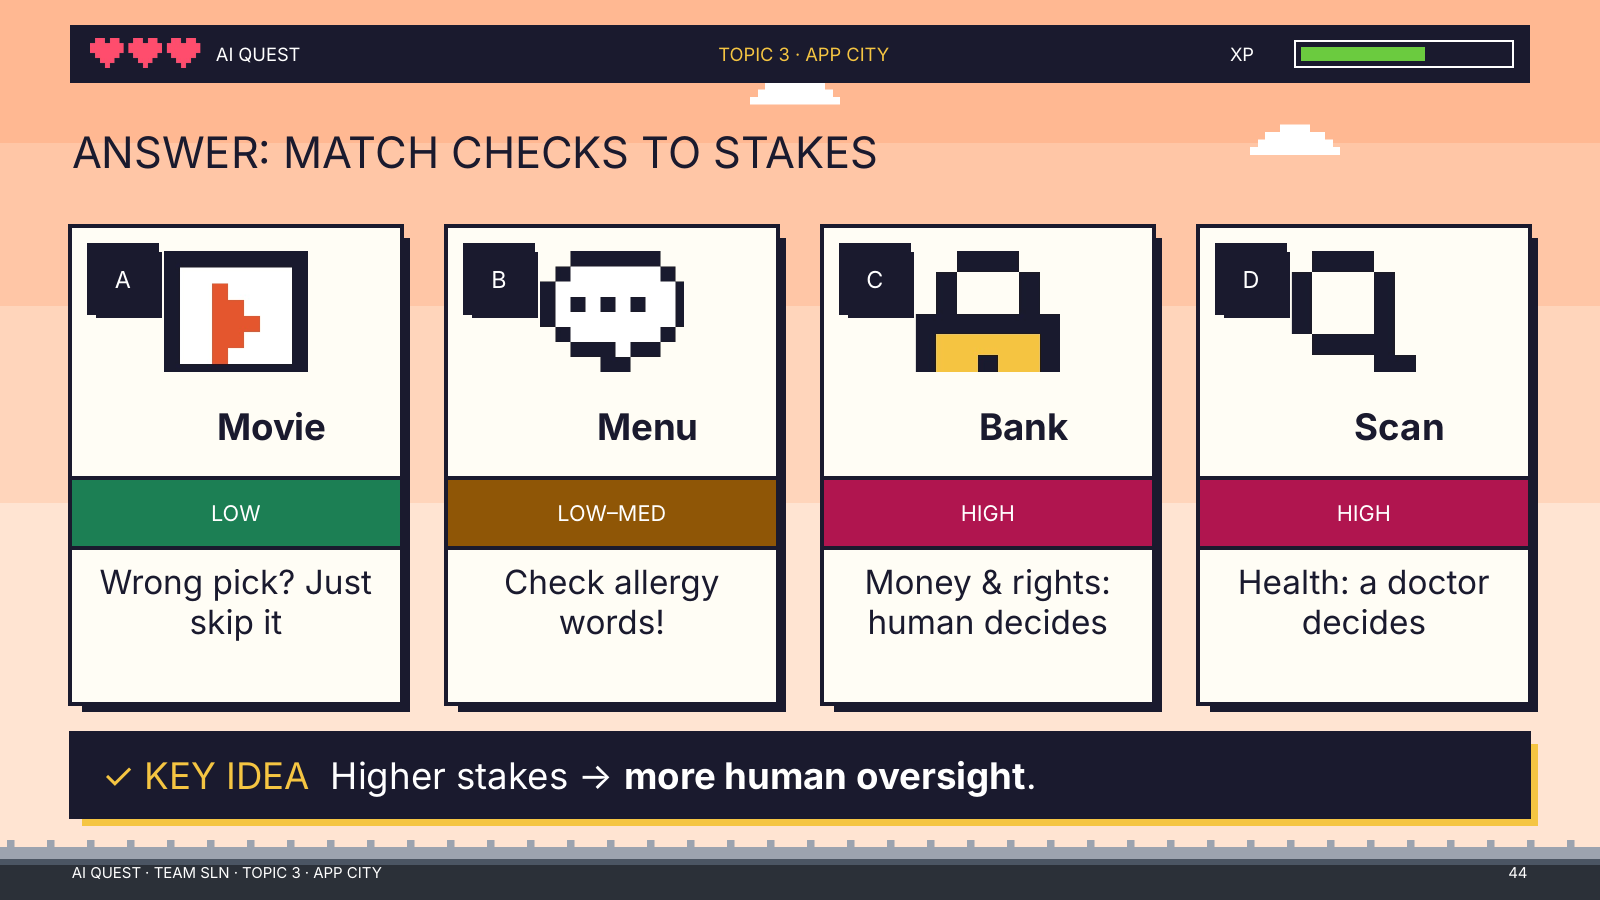 AI QUEST
TOPIC 3 · APP CITY
XP
ANSWER: MATCH CHECKS TO STAKES
A
Movie
LOW
Wrong pick? Just
skip it
B
Menu
LOW–MED
Check allergy
words!
C
Bank
HIGH
Money & rights:
human decides
D
Scan
HIGH
Health: a doctor
decides
✓ KEY IDEA Higher stakes → more human oversight.
AI QUEST · TEAM SLN · TOPIC 3 · APP CITY
44